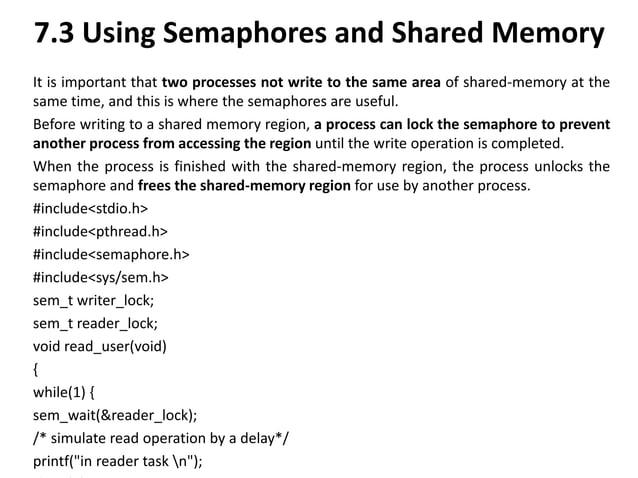 7.3 Using Semaphores and Shared Memory
It is important that two processes not write to the same area of shared-memory at the
same time, and this is where the semaphores are useful.
Before writing to a shared memory region, a process can lock the semaphore to prevent
another process from accessing the region until the write operation is completed.
When the process is finished with the shared-memory region, the process unlocks the
semaphore and frees the shared-memory region for use by another process.
#include<stdio.h>
#include<pthread.h>
#include<semaphore.h>
#include<sys/sem.h>
sem_t writer_lock;
sem_t reader_lock;
void read_user(void)
{
while(1) {
sem_wait(&reader_lock);
/* simulate read operation by a delay*/
printf("in reader task \n");